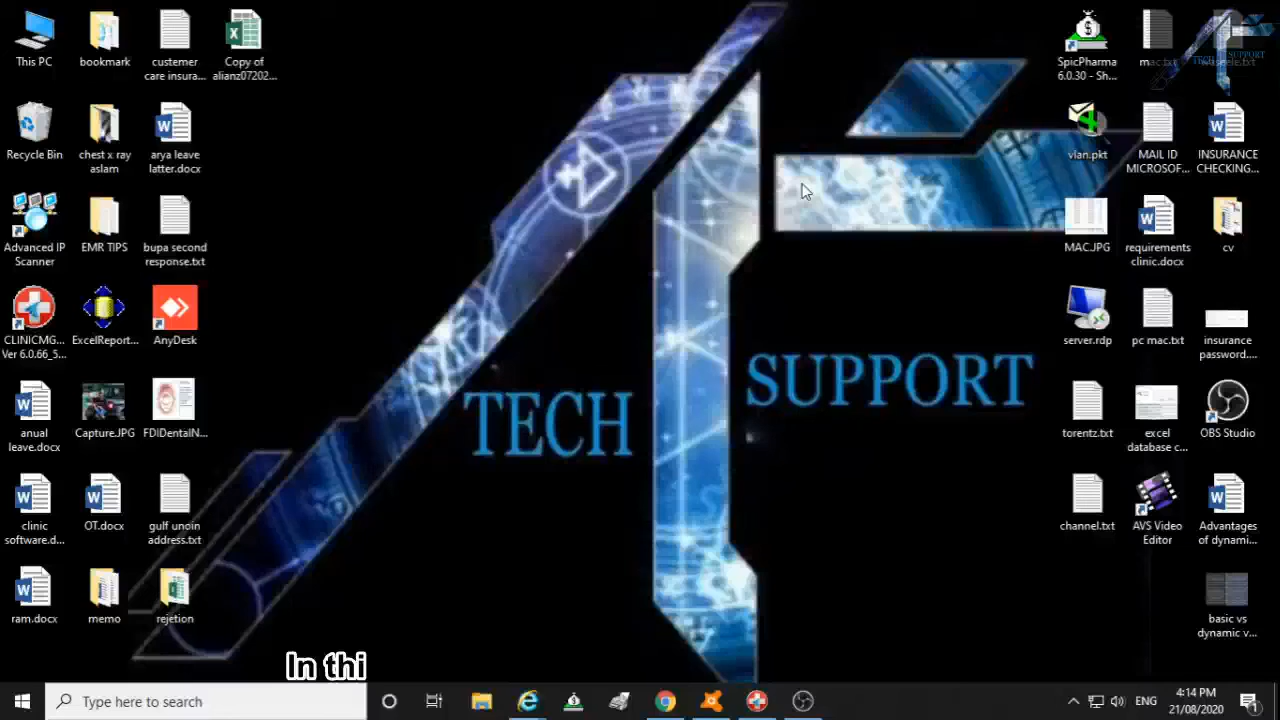 This PC
bookmark
custemer
care insura...
Copy of
alianz07202...
Recycle Bin
chest x ray
aslam
arya leave
latter.docx
Advanced IP
Scanner
EMR TIPS
bupa second
response.txt
CLINICMG...
Ver 6.0.66_5...
ExcelReport...
AnyDesk
anual
leave.docx
Capture.JPG
FDIDentalN...
clinic
software.d...
OT.docx
gulf unoin
address.txt
ram.docx
memo
rejetion
TECH
SUPPORT
SpicPharma
6.0.30 - Sh...
mac.txt
TECH SUPPORT
vlan.pkt
MAIL ID
MICROSOF...
INSURANCE
CHECKING...
MAC.JPG
requirements
clinic.docx
cv
server.rdp
pc mac.txt
insurance
password....
torentz.txt
excel
database c...
OBS Studio
channel.txt
AVS Video
Editor
Advantages
of dynami...
basic vs
dynamic v...
In thi
Type here to search
ENG
4:14 PM
21/08/2020
1